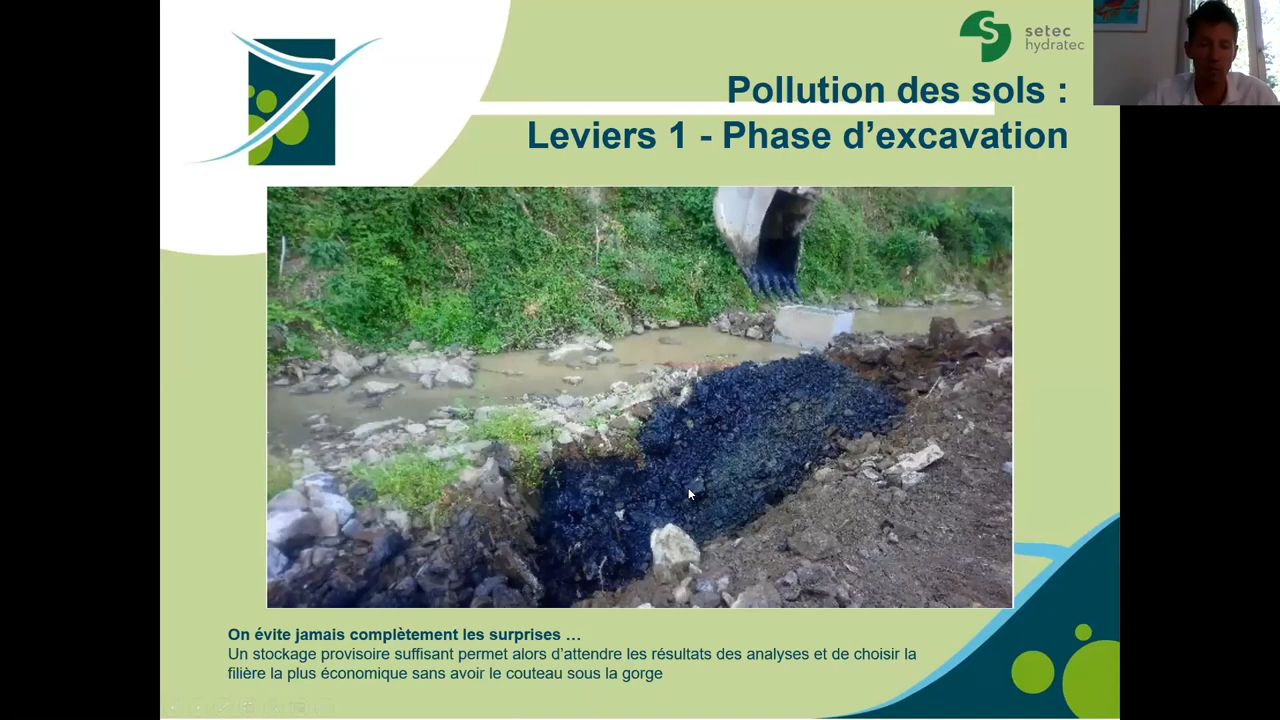 setec
hydratec
Pollution des sols :
Leviers 1 - Phase d’excavation
On évite jamais complètement les surprises …
Un stockage provisoire suffisant permet alors d’attendre les résultats des analyses et de choisir la
filière la plus économique sans avoir le couteau sous la gorge